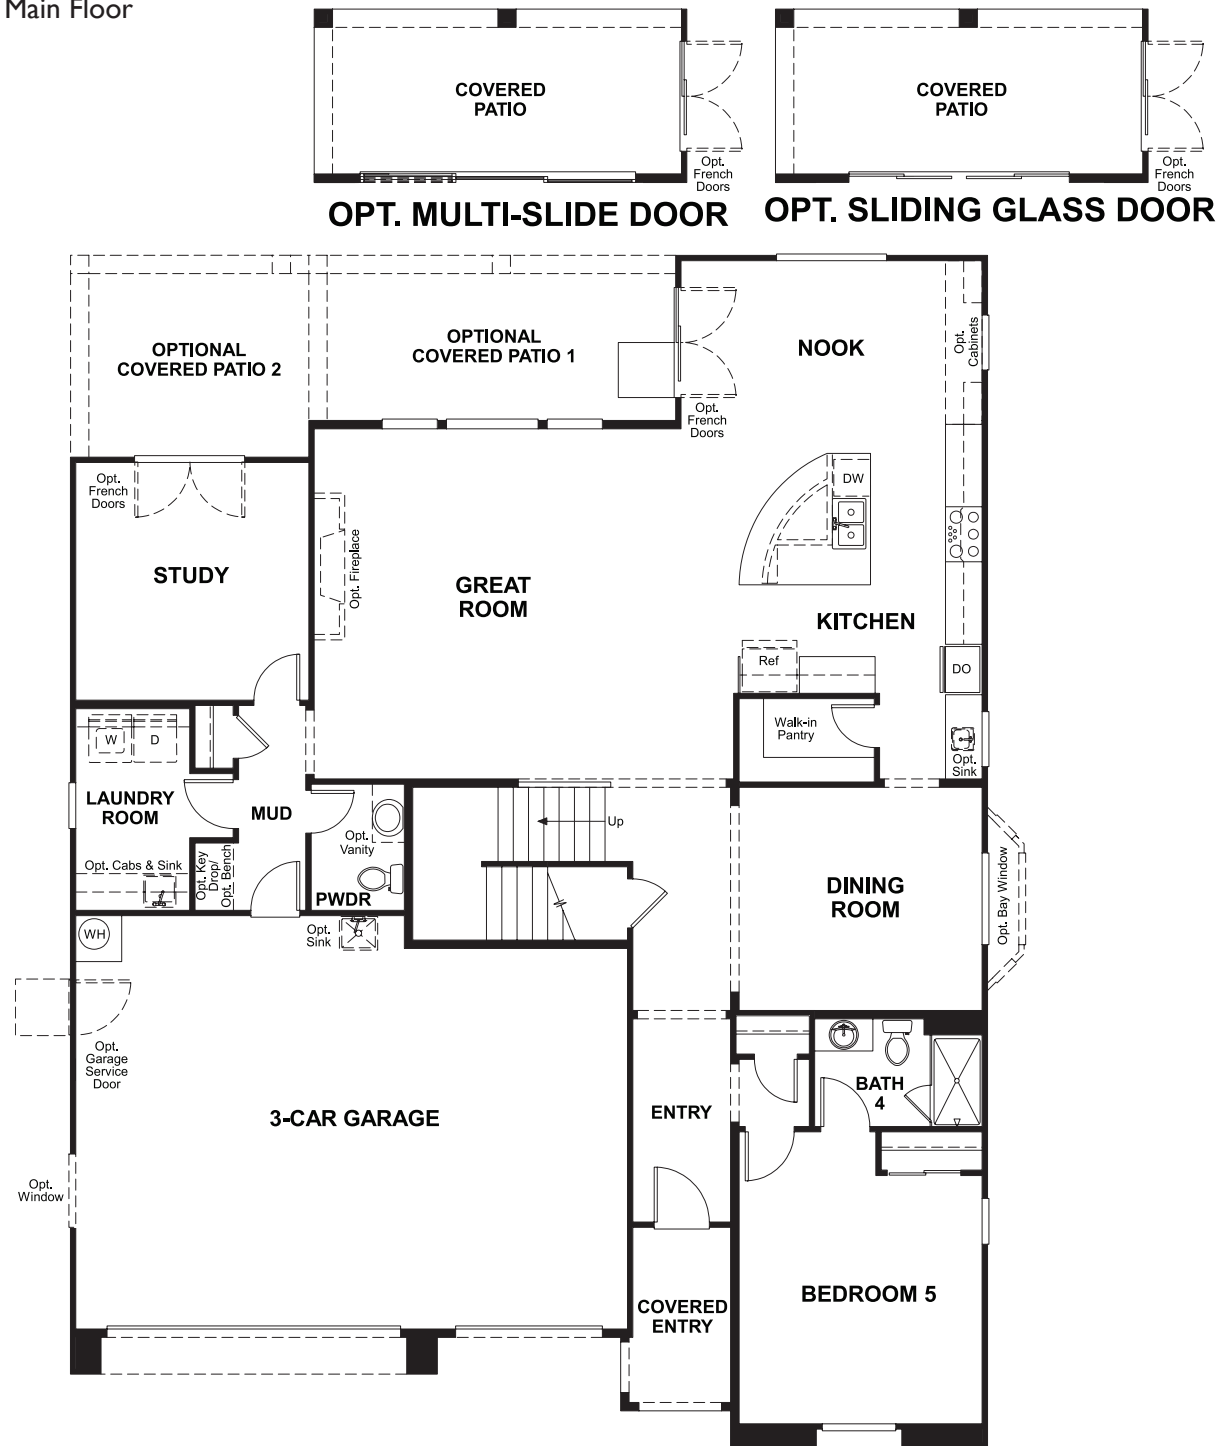 Main Floor
COVERED
PATIO
Opt.
French
Doors
OPT. MULTI-SLIDE DOOR
COVERED
PATIO
Opt.
French
Doors
OPT. SLIDING GLASS DOOR
OPTIONAL
COVERED PATIO 2
OPTIONAL
COVERED PATIO 1
Opt.
French
Doors
NOOK
Opt.
Cabinets
Opt.
French
Doors
STUDY
Opt. Fireplace
GREAT
ROOM
DW
KITCHEN
Ref
DO
Walk-in
Pantry
Opt.
Sink
W
D
LAUNDRY
ROOM
MUD
Opt. Cabs & Sink
Opt. Key
Drop/
Opt. Bench
Opt.
Vanity
PWDR
Up
DINING
ROOM
Opt. Bay Window
WH
Opt.
Sink
Opt.
Garage
Service
Door
3-CAR GARAGE
Opt.
Window
ENTRY
BATH
4
COVERED
ENTRY
BEDROOM 5